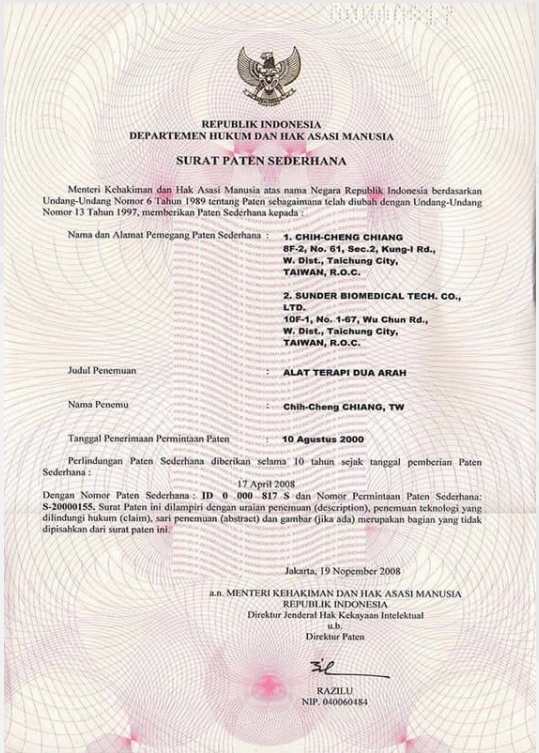 REPUBLIK INDONESIA
DEPARTEMEN HUKUM DAN HAK ASASI MANUSIA
SURAT PATEN SEDERHANA
Menteri Kehakiman dan Hak Asasi Manusia atas nama Negara Republik Indonesia berdasarkan
Undang-Undang Nomor 6 Tahun 1989 tentang Paten sebagaimana telah diubah dengan Undang-Undang
Nomor 13 Tahun 1997, memberikan Paten Sederhana kepada :
Nama dan Alamat Pemegang Paten Sederhana : 1. CHIH-CHENG CHIANG
8F-2, No. 61, Sec.2, Kung-I Rd.,
W. Dist., Taichung City,
TAIWAN, R.O.C.
2. SUNDER BIOMEDICAL TECH. CO.,
LTD.
10F-1, No. 1-67, Wu Chun Rd.,
W. Dist., Taichung City,
TAIWAN, R.O.C.
Judul Penemuan : ALAT TERAPI DUA ARAH
Nama Penemu : Chih-Cheng CHIANG, TW
Tanggal Penerimaan Permintaan Paten : 10 Agustus 2000
Perlindungan Paten Sederhana diberikan selama 10 tahun sejak tanggal pemberian Paten
Sederhana :
17 April 2008
Dengan Nomor Paten Sederhana : ID 0 000 817 S dan Nomor Permintaan Paten Sederhana:
S-20000155. Surat Paten ini dilampiri dengan uraian penemuan (description), penemuan teknologi yang
dilindungi hukum (claim), sari penemuan (abstract) dan gambar (jika ada) merupakan bagian yang tidak
dipisahkan dari surat paten ini.
Jakarta, 19 Nopember 2008
a.n. MENTERI KEHAKIMAN DAN HAK ASASI MANUSIA
REPUBLIK INDONESIA
Direktur Jenderal Hak Kekayaan Intelektual
u.b.
Direktur Paten
RAZILU
NIP. 040060484